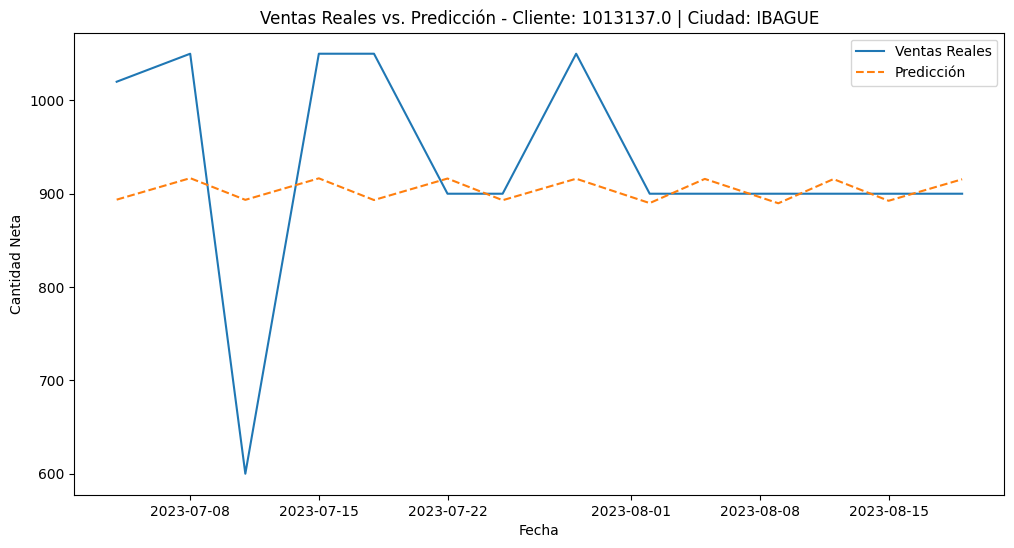 Ventas Reales vs. Predicción - Cliente: 1013137.0 | Ciudad: IBAGUE
Ventas Reales
Predicción
Cantidad Neta
1000
900
800
700
600
2023-07-08
2023-07-15
2023-07-22
2023-08-01
2023-08-08
2023-08-15
Fecha